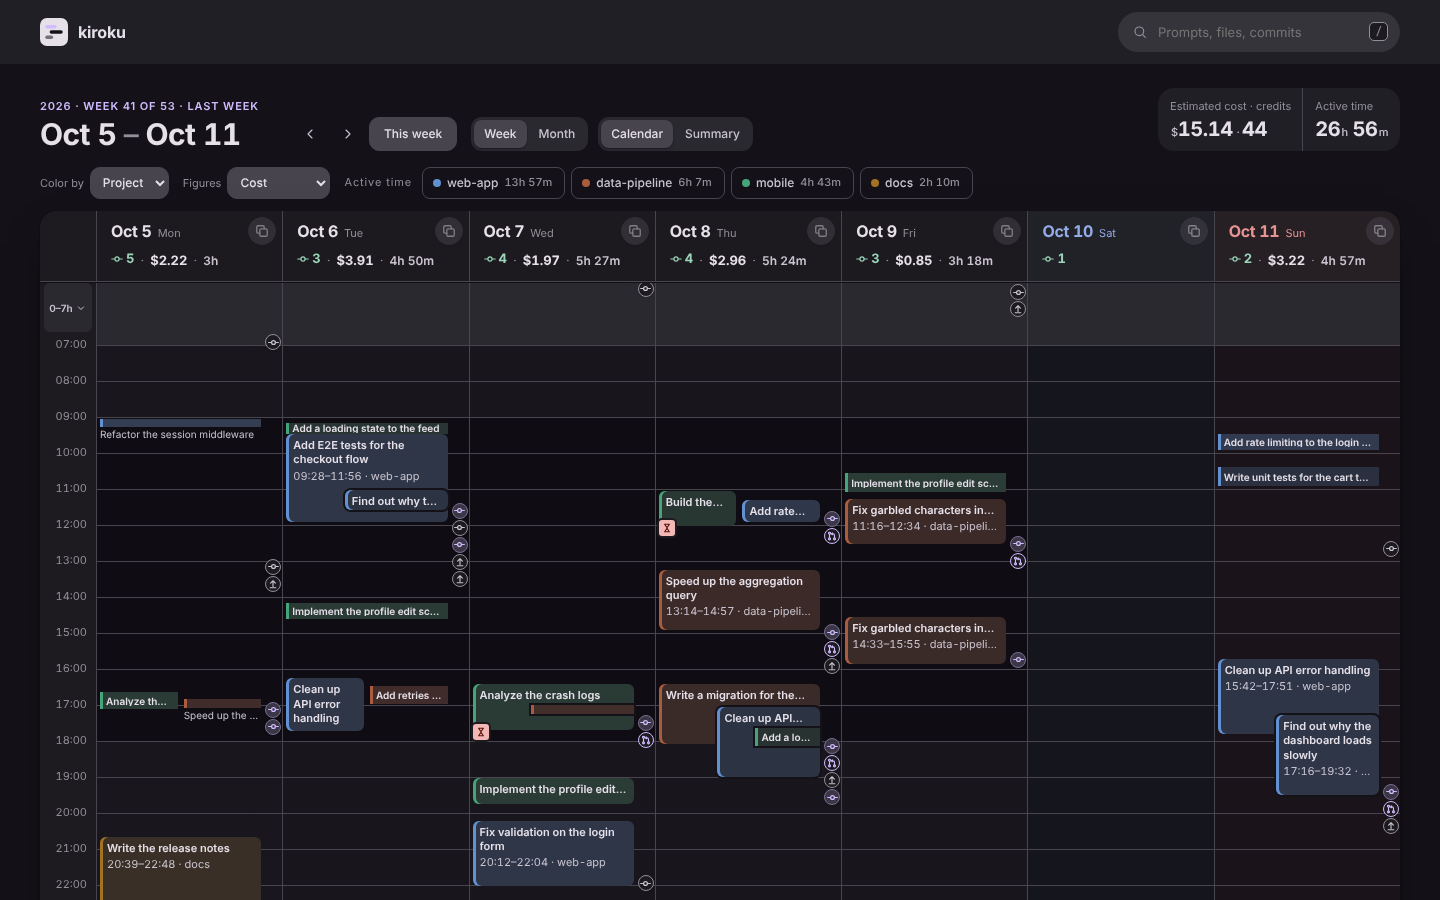 kiroku
Prompts, files, commits
/
2026 · WEEK 41 OF 53 · LAST WEEK
Oct 5 – Oct 11
This week
Week
Month
Calendar
Summary
Estimated cost · credits
$15.14 · 44
Active time
26h 56m
Color by
Project
Figures
Cost
Active time
web-app 13h 57m
data-pipeline 6h 7m
mobile 4h 43m
docs 2h 10m
Oct 5 Mon
5 · $2.22 · 3h
Oct 6 Tue
3 · $3.91 · 4h 50m
Oct 7 Wed
4 · $1.97 · 5h 27m
Oct 8 Thu
4 · $2.96 · 5h 24m
Oct 9 Fri
3 · $0.85 · 3h 18m
Oct 10 Sat
1
Oct 11 Sun
2 · $3.22 · 4h 57m
0–7h
07:00
08:00
09:00
10:00
11:00
12:00
13:00
14:00
15:00
16:00
17:00
18:00
19:00
20:00
21:00
22:00
Refactor the session middleware
Analyze th...
Speed up the ...
Write the release notes
20:39–22:48 · docs
Add a loading state to the feed
Add E2E tests for the
checkout flow
09:28–11:56 · web-app
Find out why t...
Implement the profile edit sc...
Clean up
API error
handling
Add retries ...
Analyze the crash logs
Implement the profile edit...
Fix validation on the login
form
20:12–22:04 · web-app
Build the...
Add rate...
Speed up the aggregation
query
13:14–14:57 · data-pipeli...
Write a migration for the...
Clean up API...
Add a lo...
Implement the profile edit sc...
Fix garbled characters in...
11:16–12:34 · data-pipeli...
Fix garbled characters in...
14:33–15:55 · data-pipeli...
Add rate limiting to the login ...
Write unit tests for the cart t...
Clean up API error handling
15:42–17:51 · web-app
Find out why the
dashboard loads
slowly
17:16–19:32 · ...